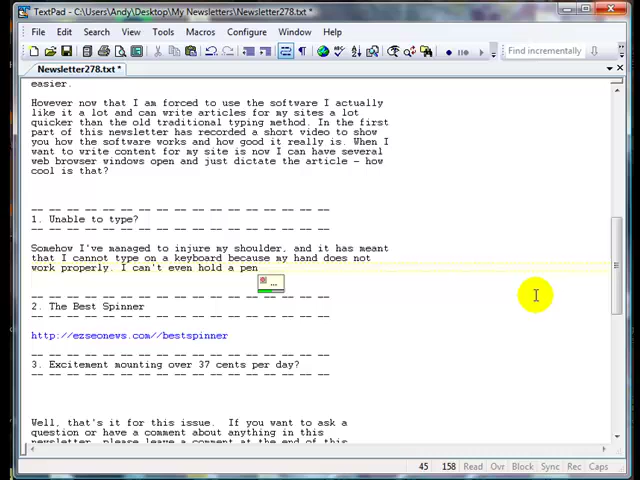 TextPad - C:\Users\Andy\Desktop\My Newsletters\Newsletter278.txt *
File Edit Search View Tools Macros Configure Window Help
Find incrementally
Newsletter278.txt *
easier.
However now that I am forced to use the software I actually
like it a lot and can write articles for my sites a lot
quicker than the old traditional typing method. In the first
part of this newsletter has recorded a short video to show
you how the software works and how good it really is. When I
want to write content for my site is now I can have several
web browser windows open and just dictate the article - how
cool is that?
-- -- -- -- -- -- -- -- -- -- -- -- -- -- -- -- --
1. Unable to type?
-- -- -- -- -- -- -- -- -- -- -- -- -- -- -- -- --
Somehow I've managed to injure my shoulder, and it has meant
that I cannot type on a keyboard because my hand does not
work properly. I can't even hold a pen
...
-- -- -- -- -- -- -- -- -- -- -- -- -- -- -- -- --
2. The Best Spinner
http://ezseonews.com//bestspinner
-- -- -- -- -- -- -- -- -- -- -- -- -- -- -- -- --
3. Excitement mounting over 37 cents per day?
-- -- -- -- -- -- -- -- -- -- -- -- -- -- -- -- --
Well, that's it for this issue.  If you want to ask a
question or have a comment about anything in this
newsletter, please leave a comment at the end of this
45 158 Read Ovr Block Sync Rec Caps